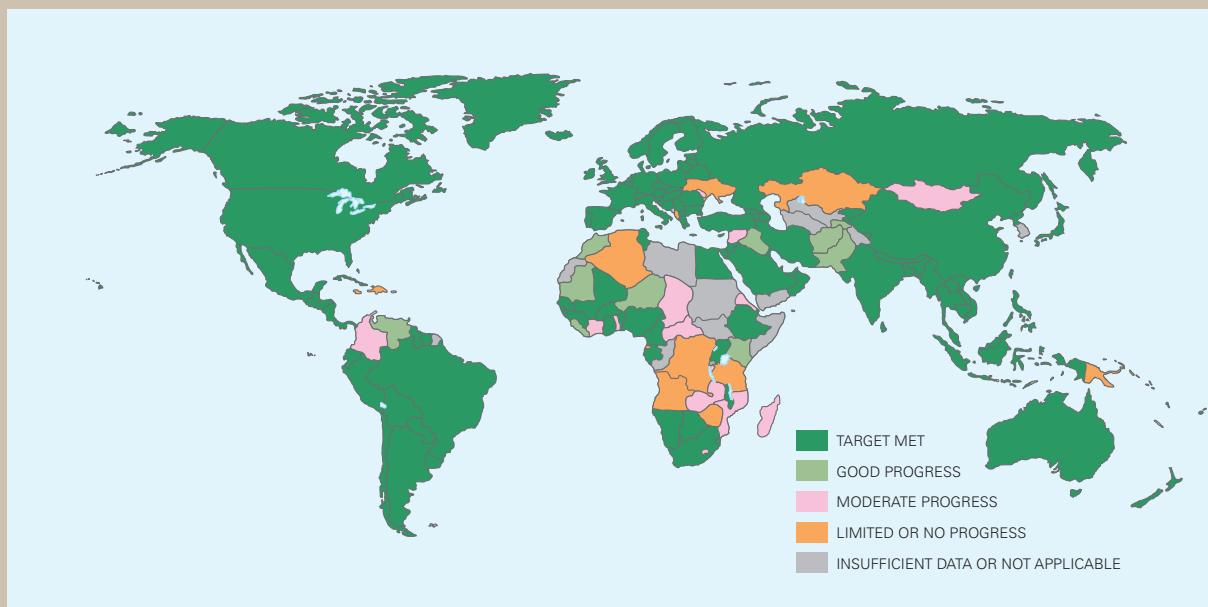 TARGET MET
GOOD PROGRESS
MODERATE PROGRESS
LIMITED OR NO PROGRESS
INSUFFICIENT DATA OR NOT APPLICABLE